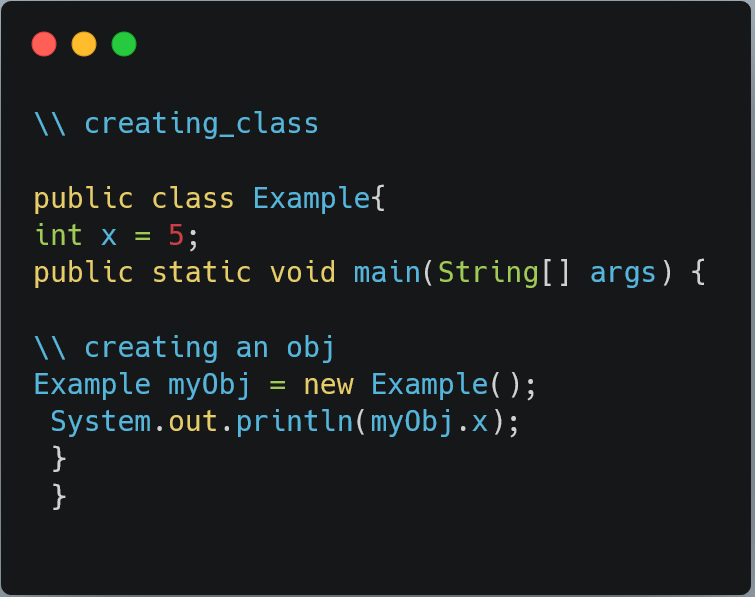 \\ creating_class
public class Example{
int x = 5;
public static void main(String[] args) {
\\ creating an obj
Example myObj = new Example();
System.out.println(myObj.x);
}
}